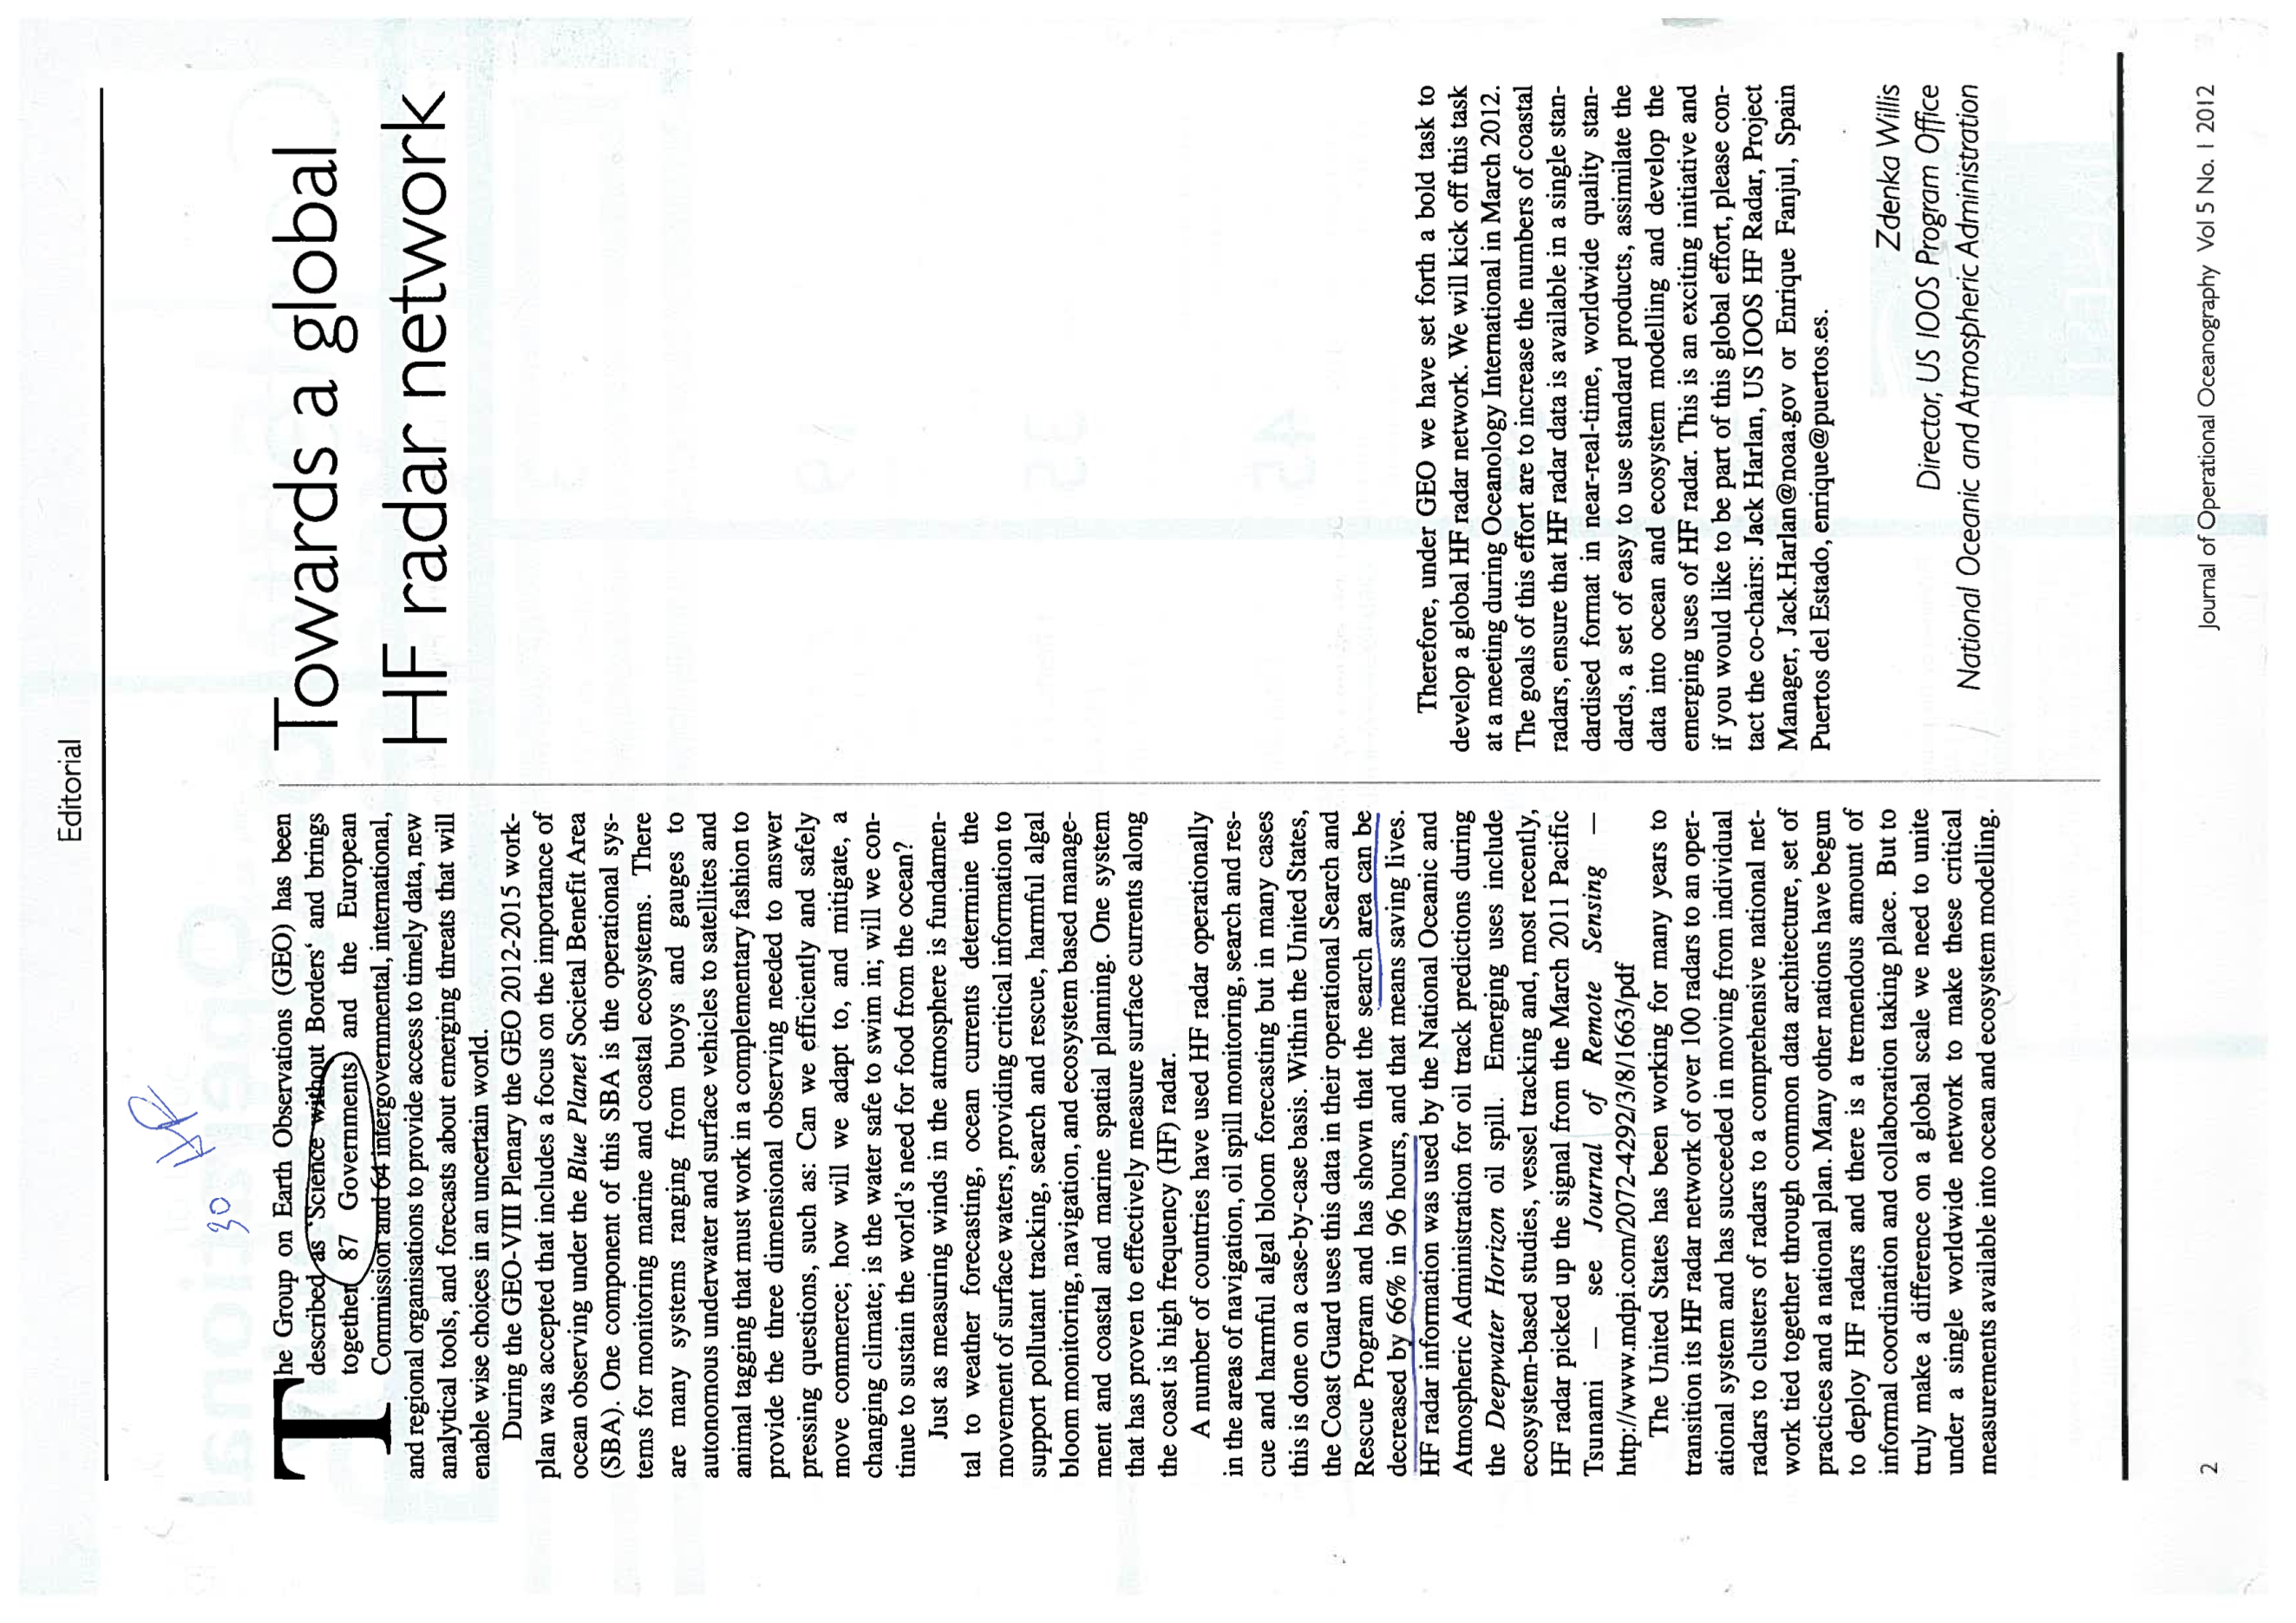 Editorial
30 HR
Towards a global
HF radar network
The Group on Earth Observations (GEO) has been
described as ‘Science without Borders’ and brings
together 87 Governments and the European
Commission and 64 intergovernmental, international,
and regional organisations to provide access to timely data, new
analytical tools, and forecasts about emerging threats that will
enable wise choices in an uncertain world.
During the GEO-VIII Plenary the GEO 2012-2015 work-
plan was accepted that includes a focus on the importance of
ocean observing under the Blue Planet Societal Benefit Area
(SBA). One component of this SBA is the operational sys-
tems for monitoring marine and coastal ecosystems. There
are many systems ranging from buoys and gauges to
autonomous underwater and surface vehicles to satellites and
animal tagging that must work in a complementary fashion to
provide the three dimensional observing needed to answer
pressing questions, such as: Can we efficiently and safely
move commerce; how will we adapt to, and mitigate, a
changing climate; is the water safe to swim in; will we con-
tinue to sustain the world's need for food from the ocean?
Just as measuring winds in the atmosphere is fundamen-
tal to weather forecasting, ocean currents determine the
movement of surface waters, providing critical information to
support pollutant tracking, search and rescue, harmful algal
bloom monitoring, navigation, and ecosystem based manage-
ment and coastal and marine spatial planning. One system
that has proven to effectively measure surface currents along
the coast is high frequency (HF) radar.
A number of countries have used HF radar operationally
in the areas of navigation, oil spill monitoring, search and res-
cue and harmful algal bloom forecasting but in many cases
this is done on a case-by-case basis. Within the United States,
the Coast Guard uses this data in their operational Search and
Rescue Program and has shown that the search area can be
decreased by 66% in 96 hours, and that means saving lives.
HF radar information was used by the National Oceanic and
Atmospheric Administration for oil track predictions during
the Deepwater Horizon oil spill. Emerging uses include
ecosystem-based studies, vessel tracking and, most recently,
HF radar picked up the signal from the March 2011 Pacific
Tsunami — see Journal of Remote Sensing —
http://www.mdpi.com/2072-4292/3/8/1663/pdf
The United States has been working for many years to
transition its HF radar network of over 100 radars to an oper-
ational system and has succeeded in moving from individual
radars to clusters of radars to a comprehensive national net-
work tied together through common data architecture, set of
practices and a national plan. Many other nations have begun
to deploy HF radars and there is a tremendous amount of
informal coordination and collaboration taking place. But to
truly make a difference on a global scale we need to unite
under a single worldwide network to make these critical
measurements available into ocean and ecosystem modelling.
Therefore, under GEO we have set forth a bold task to
develop a global HF radar network. We will kick off this task
at a meeting during Oceanology International in March 2012.
The goals of this effort are to increase the numbers of coastal
radars, ensure that HF radar data is available in a single stan-
dardised format in near-real-time, worldwide quality stan-
dards, a set of easy to use standard products, assimilate the
data into ocean and ecosystem modelling and develop the
emerging uses of HF radar. This is an exciting initiative and
if you would like to be part of this global effort, please con-
tact the co-chairs: Jack Harlan, US IOOS HF Radar, Project
Manager, Jack.Harlan@noaa.gov or Enrique Fanjul, Spain
Puertos del Estado, enrique@puertos.es.
Zdenka Willis
Director, US IOOS Program Office
National Oceanic and Atmospheric Administration
2
Journal of Operational Oceanography Vol 5 No. 1 2012